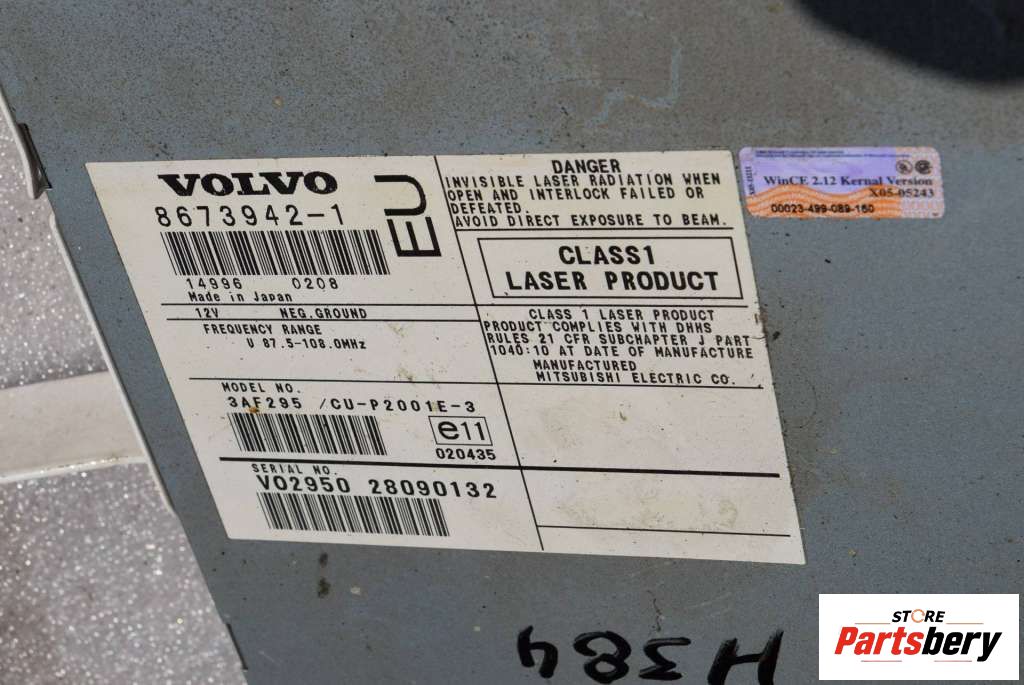 VOLVO
8673942-1
EU
14996 0208
Made in Japan
12V NEG.GROUND
FREQUENCY RANGE
U 87.5-108.0MHz
MODEL NO.
3AF295 /CU-P2001E-3
e11
020435
SERIAL NO.
VO2950 28090132
DANGER
INVISIBLE LASER RADIATION WHEN
OPEN AND INTERLOCK FAILED OR
DEFEATED.
AVOID DIRECT EXPOSURE TO BEAM.
CLASS1
LASER PRODUCT
CLASS 1 LASER PRODUCT
PRODUCT COMPLIES WITH DHHS
RULES 21 CFR SUBCHAPTER J PART
1040:10 AT DATE OF MANUFACTURE
MANUFACTURED
MITSUBISHI ELECTRIC CO.
WinCE 2.12 Kernal Version
X05-05243
00023-499-089-160
H384
STORE
Partsbery